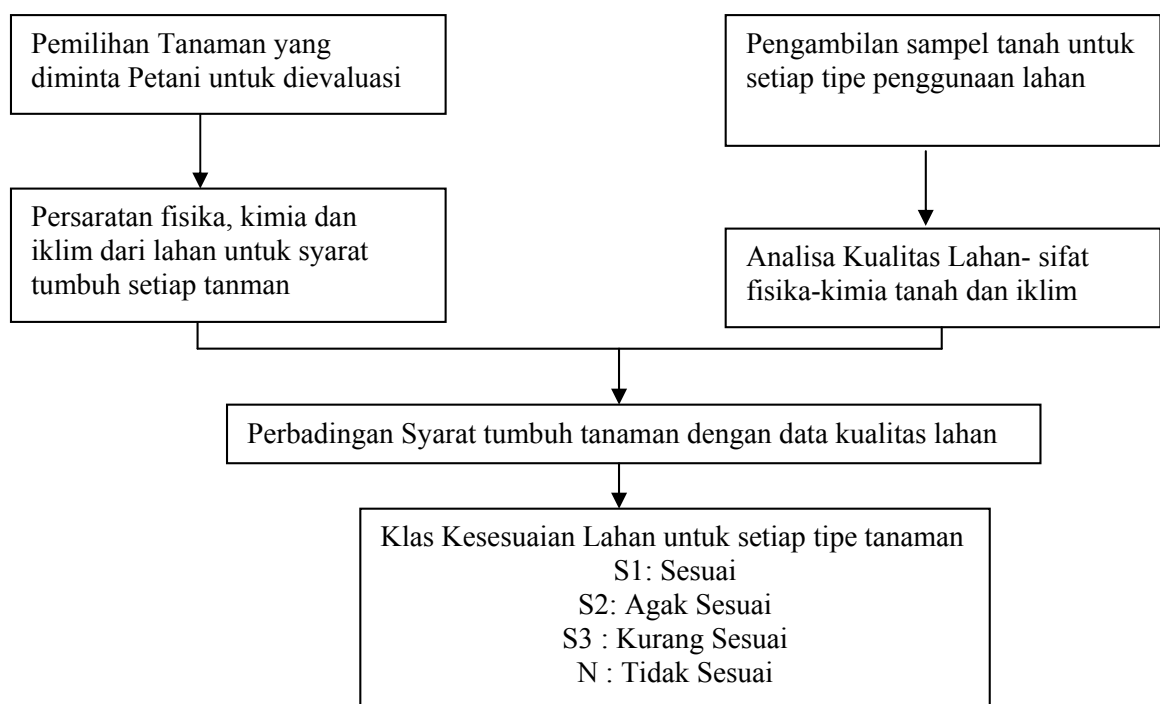 Pemilihan Tanaman yang
diminta Petani untuk dievaluasi
Pengambilan sampel tanah untuk
setiap tipe penggunaan lahan
Persaratan fisika, kimia dan
iklim dari lahan untuk syarat
tumbuh setiap tanman
Analisa Kualitas Lahan- sifat
fisika-kimia tanah dan iklim
Perbadingan Syarat tumbuh tanaman dengan data kualitas lahan
Klas Kesesuaian Lahan untuk setiap tipe tanaman
S1: Sesuai
S2: Agak Sesuai
S3 : Kurang Sesuai
N : Tidak Sesuai